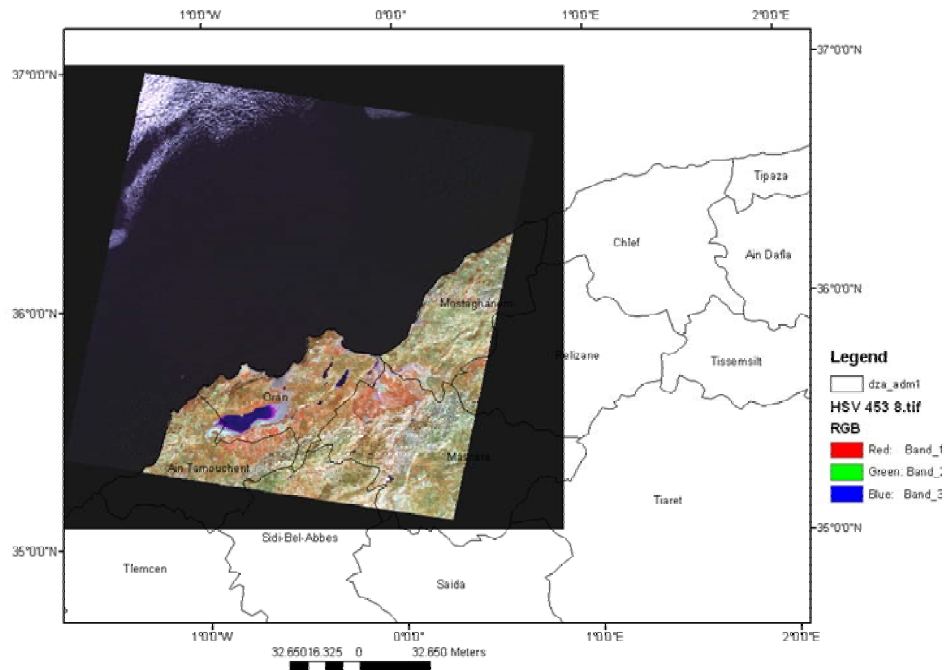 1°0'0"W 0°0'0" 1°0'0"E 2°0'0"E
37°0'0"N
37°0'0"N
Tipaza
Chlef
Ain Dafla
36°0'0"N
36°0'0"N
Mostaghanem
Relizane
Tissemsilt
Oran
Mascara
Ain Temouchent
Tiaret
35°0'0"N
35°0'0"N
Sidi-Bel-Abbes
Tlemcen
Saida
1°0'0"W 0°0'0" 1°0'0"E 2°0'0"E
32.65016.325 0 32.650 Meters
Legend
dza_adm1
HSV 453 8.tif
RGB
Red: Band_1
Green: Band_2
Blue: Band_3